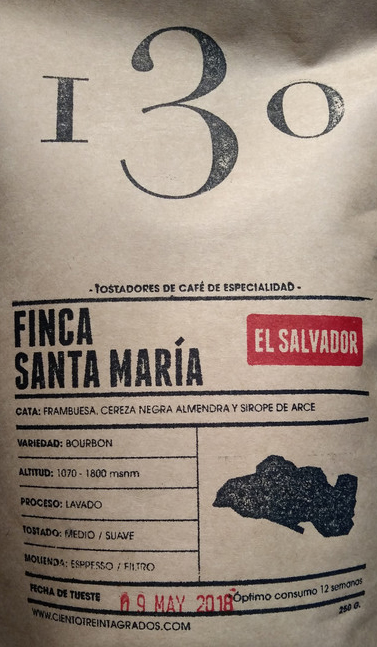 130
- TOSTADORES DE CAFÉ DE ESPECIALIDAD -
FINCA
SANTA MARÍA
EL SALVADOR
CATA: FRAMBUESA, CEREZA NEGRA ALMENDRA Y SIROPE DE ARCE
VARIEDAD: BOURBON
ALTITUD: 1070 - 1800 msnm
PROCESO: LAVADO
TOSTADO: MEDIO / SUAVE
MOLIENDA: ESPRESSO / FILTRO
FECHA DE TUESTE
09 MAY 2018
Óptimo consumo 12 semanas
WWW.CIENTOTREINTAGRADOS.COM
250 G.